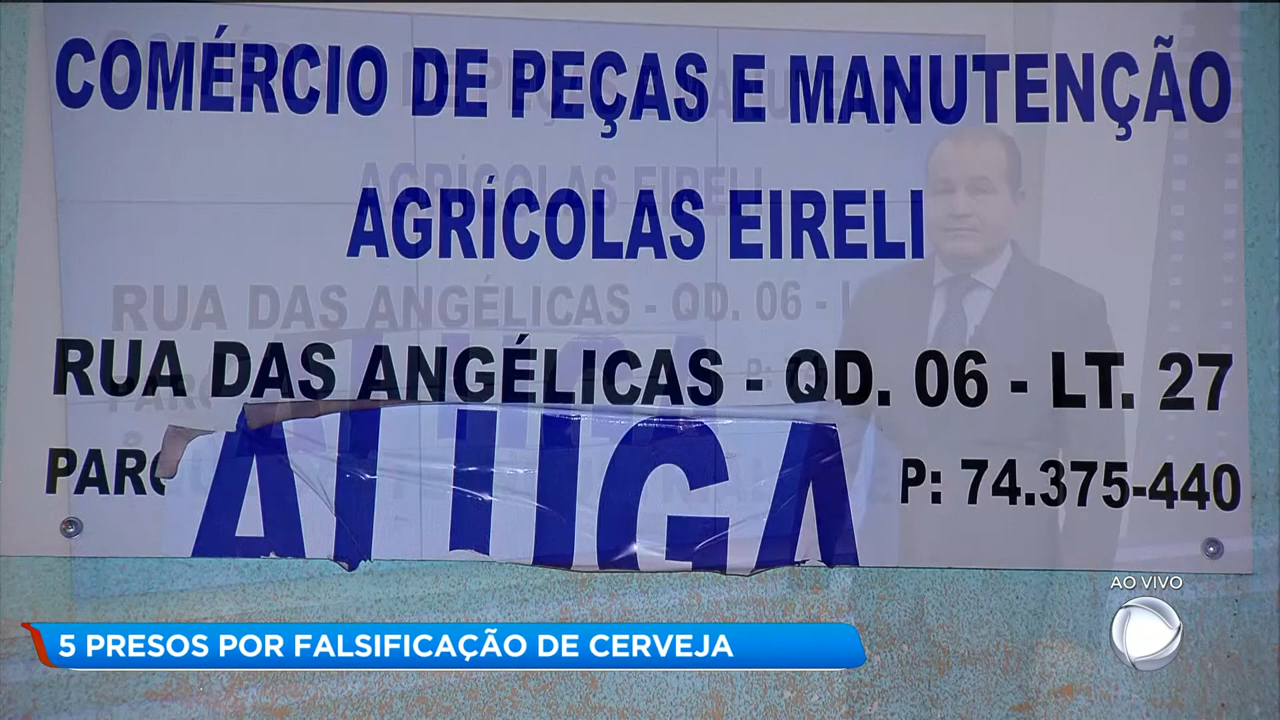 COMÉRCIO DE PEÇAS E MANUTENÇÃO
AGRÍCOLAS EIRELI
RUA DAS ANGÉLICAS - QD. 06 - LT. 27
P: 74.375-440
ALUGA
AO VIVO
5 PRESOS POR FALSIFICAÇÃO DE CERVEJA